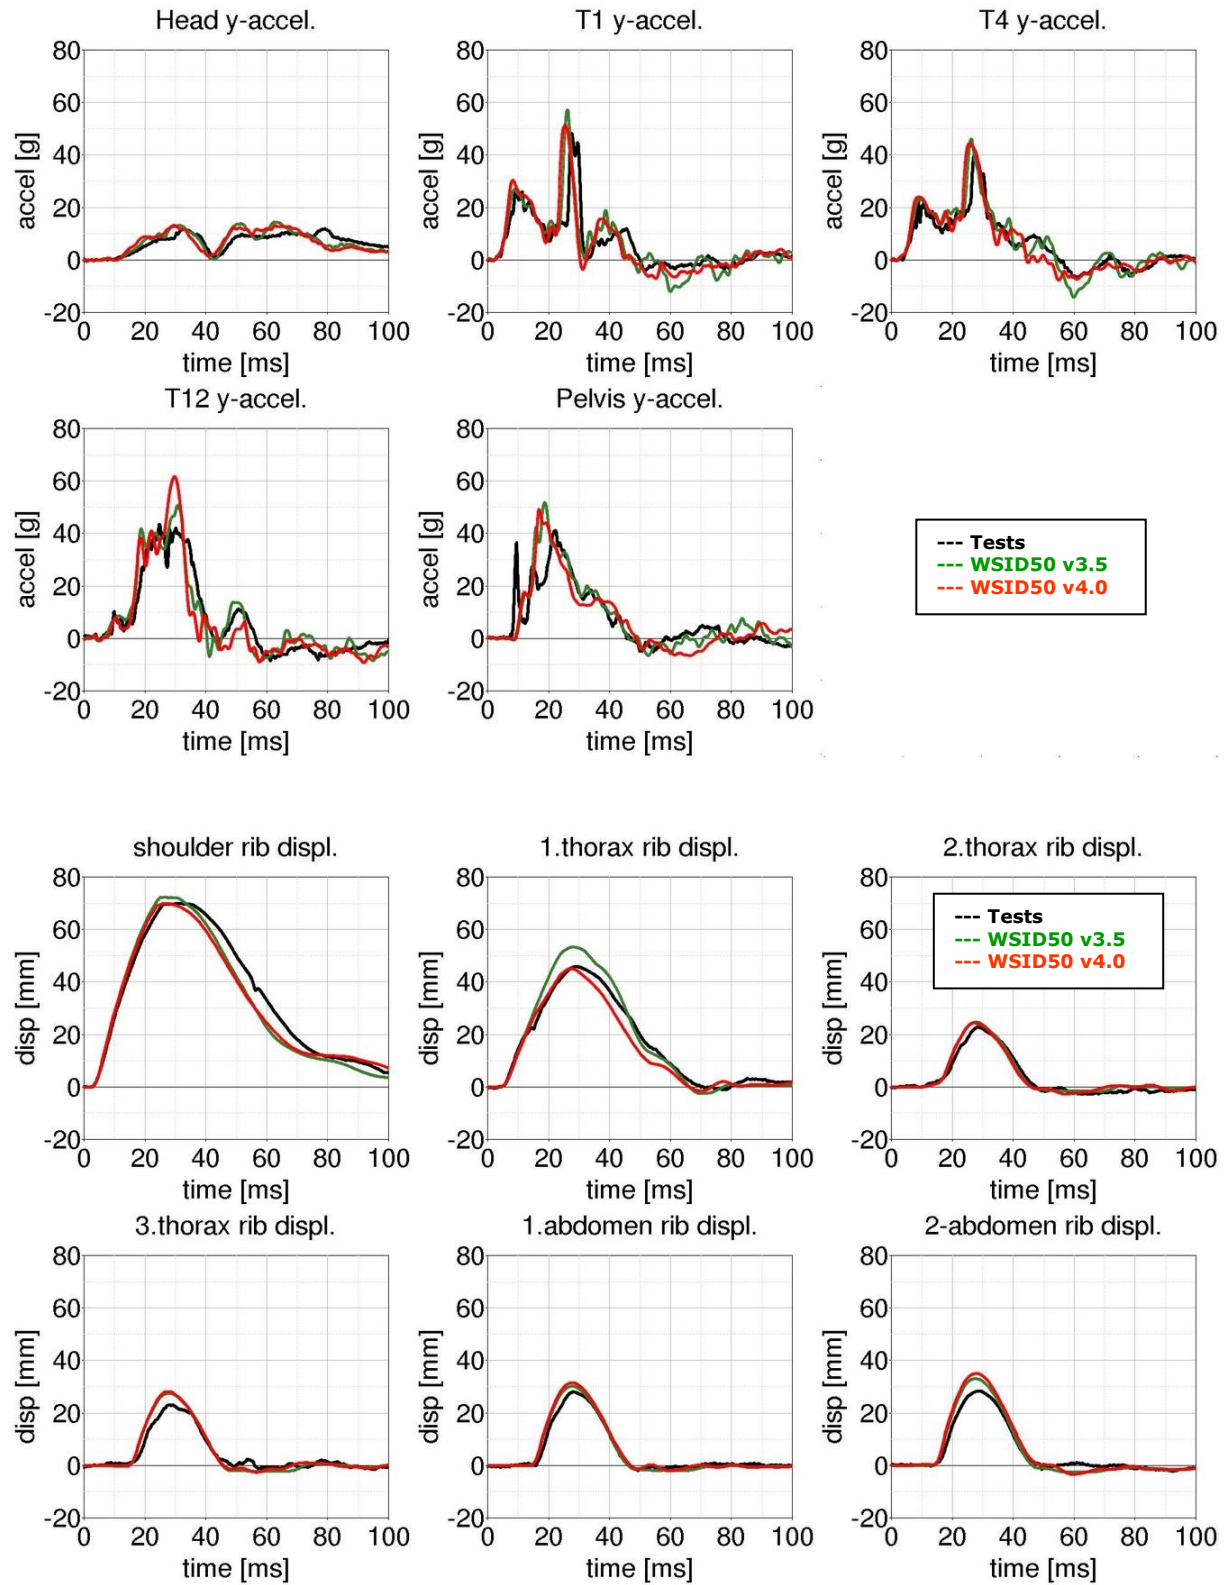 Head y-accel.
80
60
40
20
0
-20
accel [g]
0 20 40 60 80 100
time [ms]
T1 y-accel.
80
60
40
20
0
-20
accel [g]
0 20 40 60 80 100
time [ms]
T4 y-accel.
80
60
40
20
0
-20
accel [g]
0 20 40 60 80 100
time [ms]
T12 y-accel.
80
60
40
20
0
-20
accel [g]
0 20 40 60 80 100
time [ms]
Pelvis y-accel.
80
60
40
20
0
-20
accel [g]
0 20 40 60 80 100
time [ms]
--- Tests
--- WSID50 v3.5
--- WSID50 v4.0
shoulder rib displ.
80
60
40
20
0
-20
disp [mm]
0 20 40 60 80 100
time [ms]
1.thorax rib displ.
80
60
40
20
0
-20
disp [mm]
0 20 40 60 80 100
time [ms]
2.thorax rib displ.
--- Tests
--- WSID50 v3.5
--- WSID50 v4.0
80
60
40
20
0
-20
disp [mm]
0 20 40 60 80 100
time [ms]
3.thorax rib displ.
80
60
40
20
0
-20
disp [mm]
0 20 40 60 80 100
time [ms]
1.abdomen rib displ.
80
60
40
20
0
-20
disp [mm]
0 20 40 60 80 100
time [ms]
2-abdomen rib displ.
80
60
40
20
0
-20
disp [mm]
0 20 40 60 80 100
time [ms]